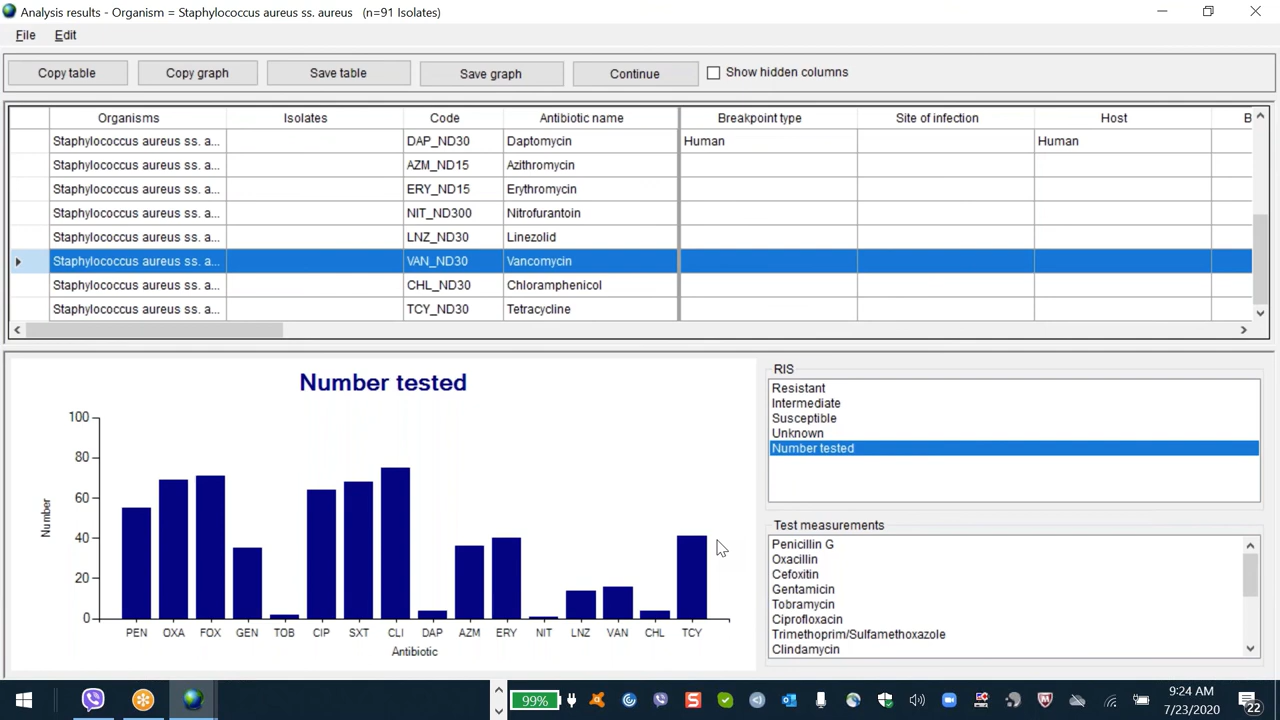 Analysis results - Organism = Staphylococcus aureus ss. aureus   (n=91 Isolates)
File Edit
Copy table Copy graph Save table Save graph Continue Show hidden columns
Organisms Isolates Code Antibiotic name Breakpoint type Site of infection Host B
Staphylococcus aureus ss. a... DAP_ND30 Daptomycin Human Human
Staphylococcus aureus ss. a... AZM_ND15 Azithromycin
Staphylococcus aureus ss. a... ERY_ND15 Erythromycin
Staphylococcus aureus ss. a... NIT_ND300 Nitrofurantoin
Staphylococcus aureus ss. a... LNZ_ND30 Linezolid
Staphylococcus aureus ss. a... VAN_ND30 Vancomycin
Staphylococcus aureus ss. a... CHL_ND30 Chloramphenicol
Staphylococcus aureus ss. a... TCY_ND30 Tetracycline
Number tested
100
80
60
40
20
0
Number
PEN OXA FOX GEN TOB CIP SXT CLI DAP AZM ERY NIT LNZ VAN CHL TCY
Antibiotic
RIS
Resistant
Intermediate
Susceptible
Unknown
Number tested
Test measurements
Penicillin G
Oxacillin
Cefoxitin
Gentamicin
Tobramycin
Ciprofloxacin
Trimethoprim/Sulfamethoxazole
Clindamycin
99%
9:24 AM
7/23/2020
22